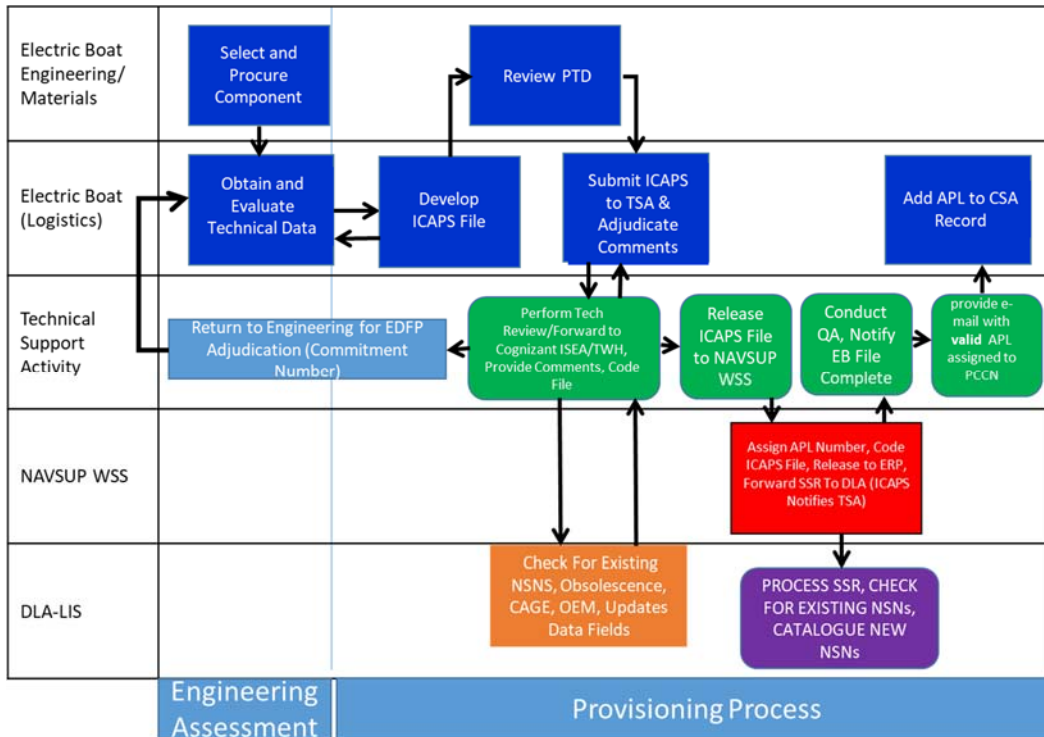 Electric Boat
Engineering/
Materials
Select and
Procure
Component
Review PTD
Electric Boat
(Logistics)
Obtain and
Evaluate
Technical Data
Develop
ICAPS File
Submit ICAPS
to TSA &
Adjudicate
Comments
Add APL to CSA
Record
Technical
Support
Activity
Return to Engineering for EDFP
Adjudication (Commitment
Number)
Perform Tech
Review/Forward to
Cognizant ISEA/TWH,
Provide Comments, Code
File
Release
ICAPS File
to NAVSUP
WSS
Conduct
QA, Notify
EB File
Complete
provide e-
mail with
valid APL
assigned to
PCCN
NAVSUP WSS
Assign APL Number, Code
ICAPS File, Release to ERP,
Forward SSR To DLA (ICAPS
Notifies TSA)
DLA-LIS
Check For Existing
NSNS, Obsolescence,
CAGE, OEM, Updates
Data Fields
PROCESS SSR, CHECK
FOR EXISTING NSNs,
CATALOGUE NEW
NSNs
Engineering
Assessment
Provisioning Process